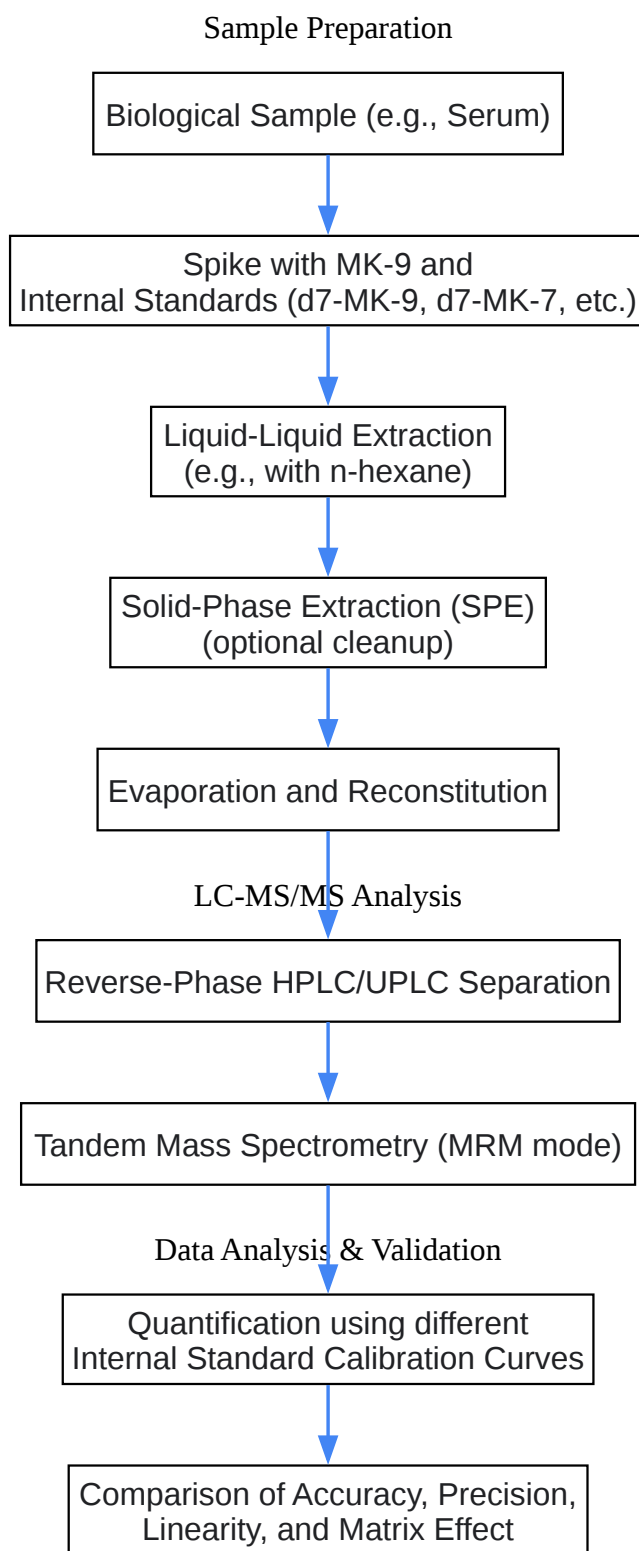 Sample Preparation
Biological Sample (e.g., Serum)
Spike with MK-9 and
Internal Standards (d7-MK-9, d7-MK-7, etc.)
Liquid-Liquid Extraction
(e.g., with n-hexane)
Solid-Phase Extraction (SPE)
(optional cleanup)
Evaporation and Reconstitution
LC-MS/MS Analysis
Reverse-Phase HPLC/UPLC Separation
Tandem Mass Spectrometry (MRM mode)
Data Analysis & Validation
Quantification using different
Internal Standard Calibration Curves
Comparison of Accuracy, Precision,
Linearity, and Matrix Effect